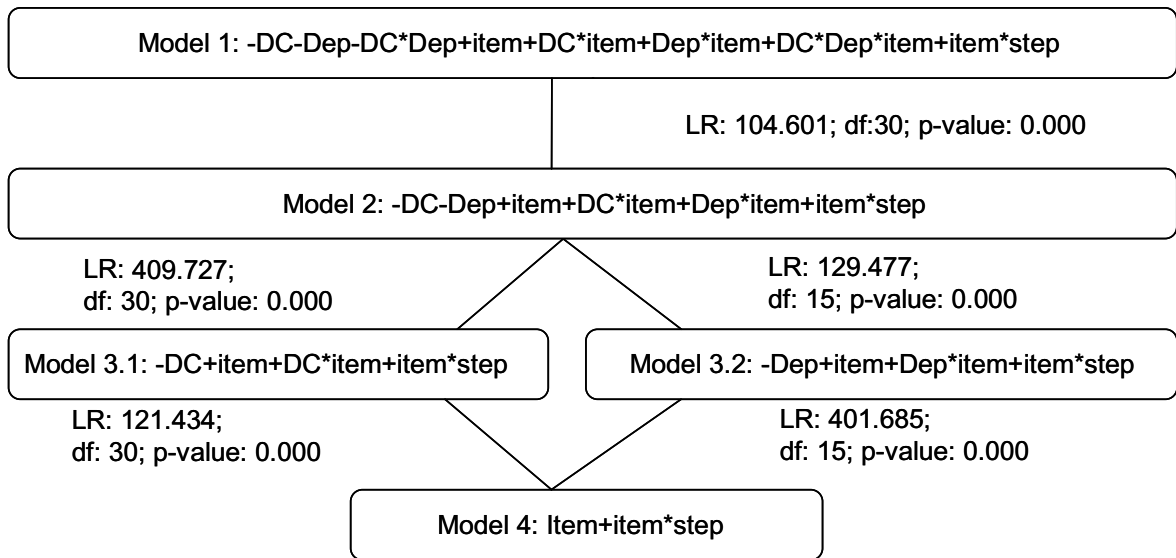 Model 1: -DC-Dep-DC*Dep+item+DC*item+Dep*item+DC*Dep*item+item*step
LR: 104.601; df:30; p-value: 0.000
Model 2: -DC-Dep+item+DC*item+Dep*item+item*step
LR: 409.727;
df: 30; p-value: 0.000
LR: 129.477;
df: 15; p-value: 0.000
Model 3.1: -DC+item+DC*item+item*step
Model 3.2: -Dep+item+Dep*item+item*step
LR: 121.434;
df: 30; p-value: 0.000
LR: 401.685;
df: 15; p-value: 0.000
Model 4: Item+item*step